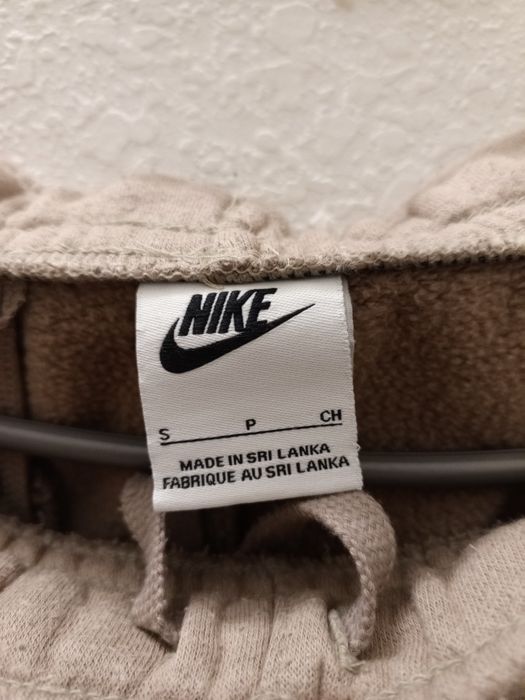 NIKE
S P CH
MADE IN SRI LANKA
FABRIQUE AU SRI LANKA